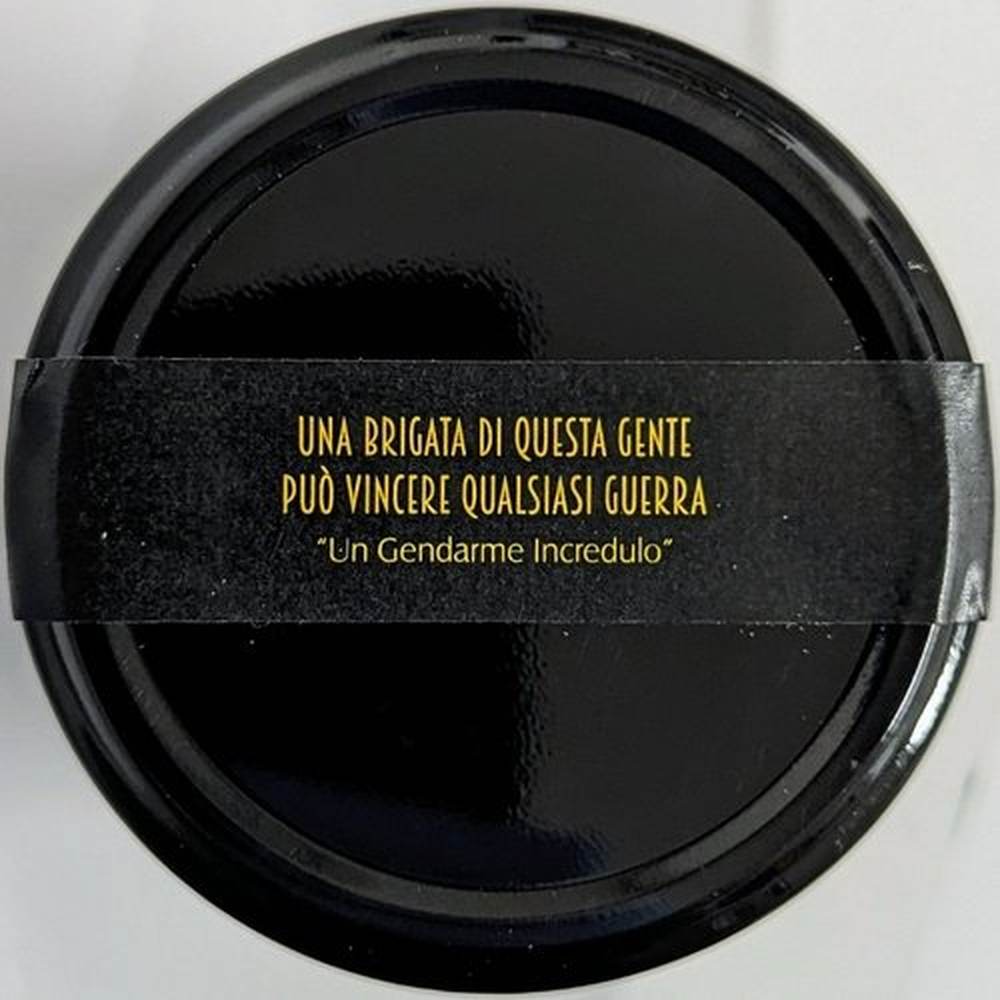 UNA BRIGATA DI QUESTA GENTE
PUÒ VINCERE QUALSIASI GUERRA
“Un Gendarme Incredulo”